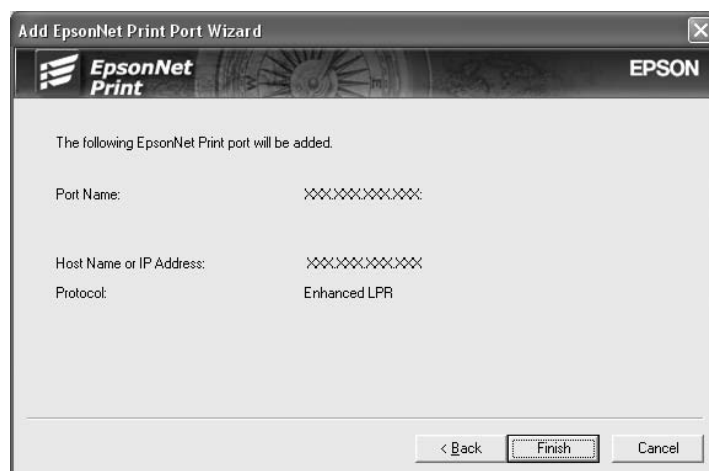 Add EpsonNet Print Port Wizard
EpsonNet
Print
EPSON
The following EpsonNet Print port will be added.
Port Name: XXX.XXX.XXX.XXX:
Host Name or IP Address: XXX.XXX.XXX.XXX
Protocol: Enhanced LPR
< Back Finish Cancel